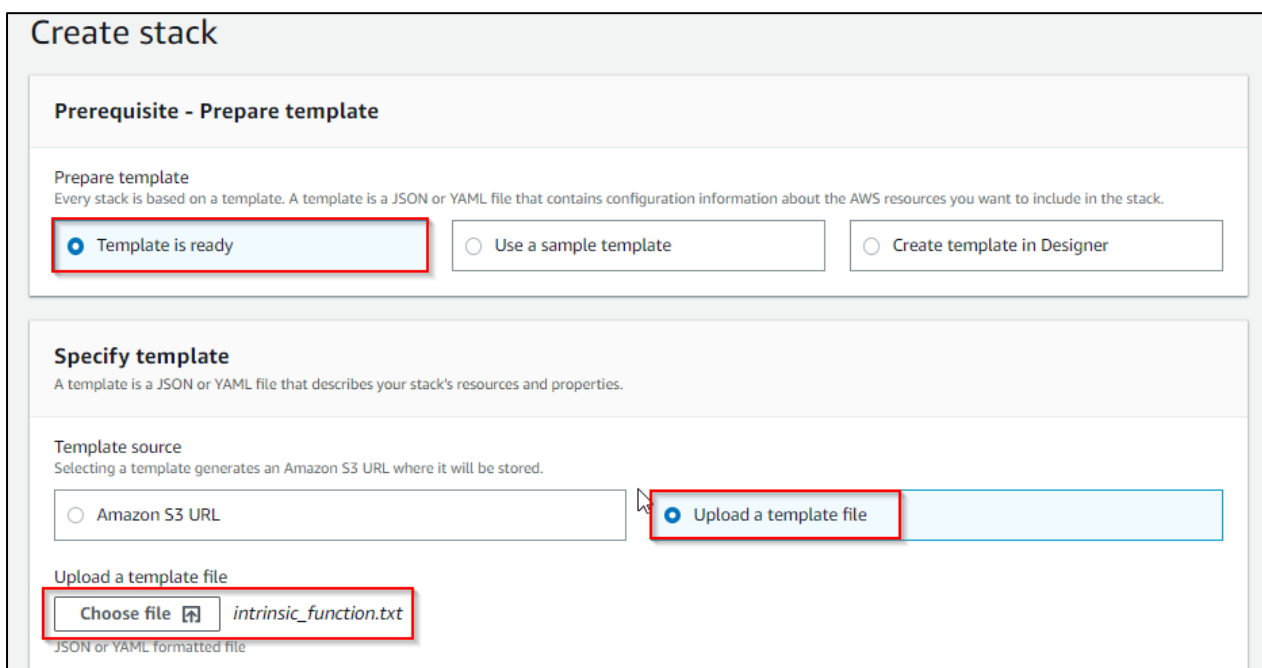 Create stack
Prerequisite - Prepare template
Prepare template
Every stack is based on a template. A template is a JSON or YAML file that contains configuration information about the AWS resources you want to include in the stack.
Template is ready
Use a sample template
Create template in Designer
Specify template
A template is a JSON or YAML file that describes your stack's resources and properties.
Template source
Selecting a template generates an Amazon S3 URL where it will be stored.
Amazon S3 URL
Upload a template file
Upload a template file
Choose file intrinsic_function.txt
JSON or YAML formatted file